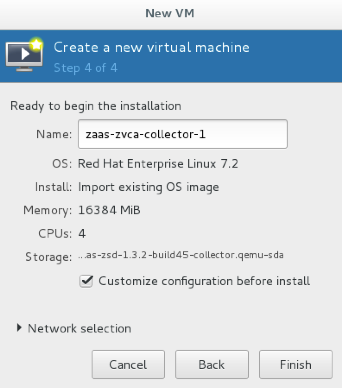 New VM
Create a new virtual machine
Step 4 of 4
Ready to begin the installation
Name: zaas-zvca-collector-1
OS: Red Hat Enterprise Linux 7.2
Install: Import existing OS image
Memory: 16384 MiB
CPUs: 4
Storage: ...as-zsd-1.3.2-build45-collector.qemu-sda
Customize configuration before install
Network selection
Cancel Back Finish